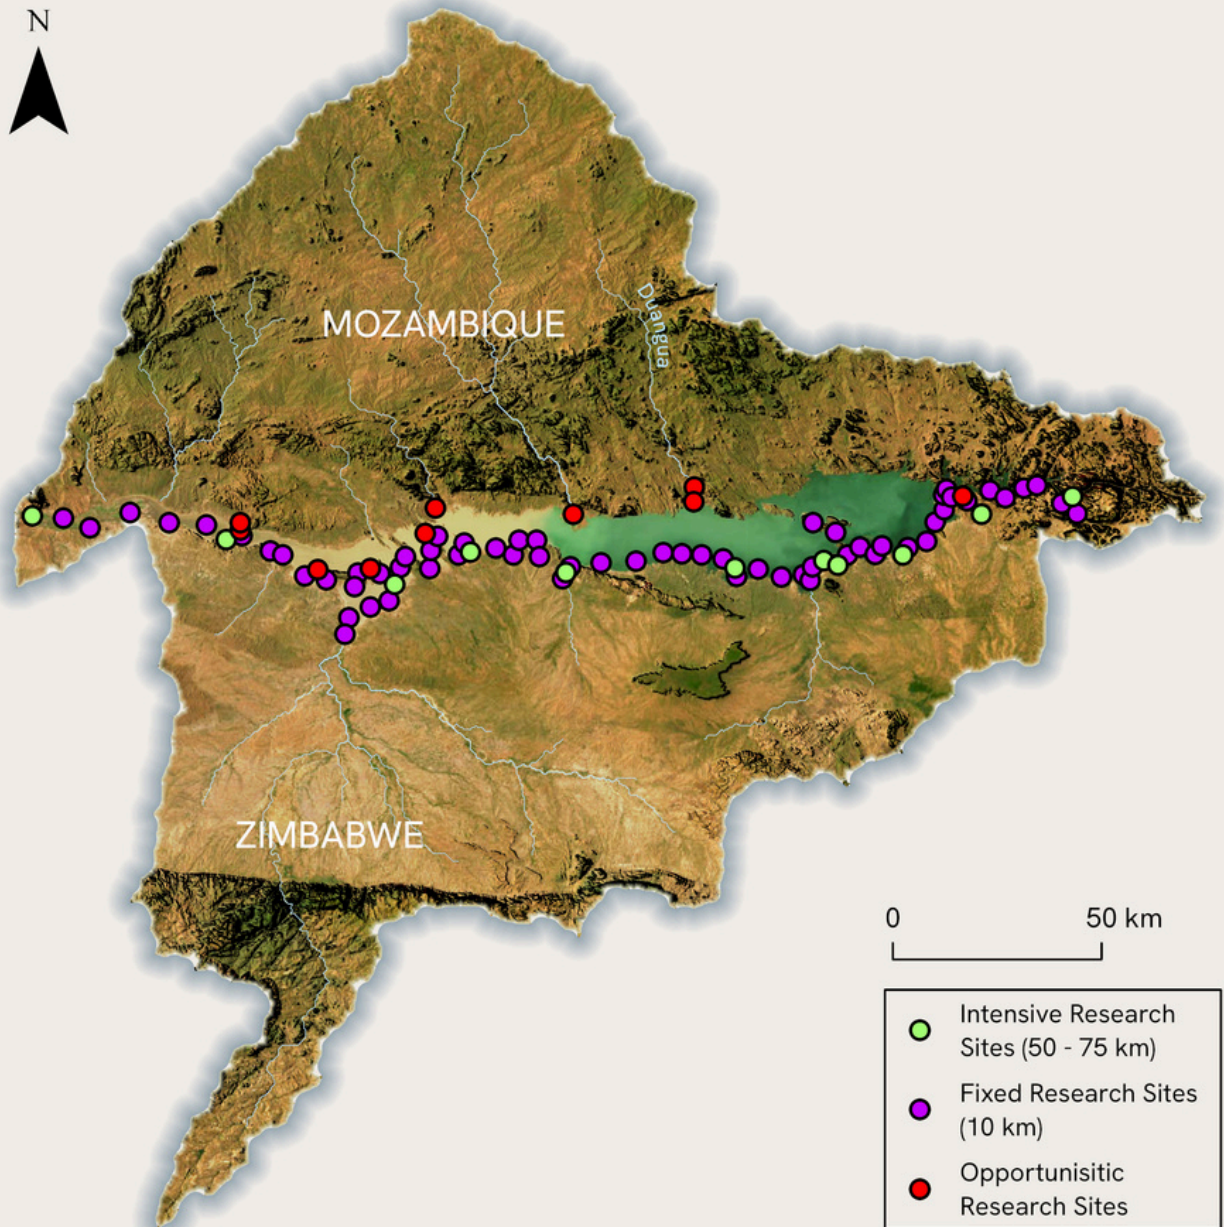 N
MOZAMBIQUE
Duangua
ZIMBABWE
0 50 km
Intensive Research
Sites (50 - 75 km)
Fixed Research Sites
(10 km)
Opportunisitic
Research Sites